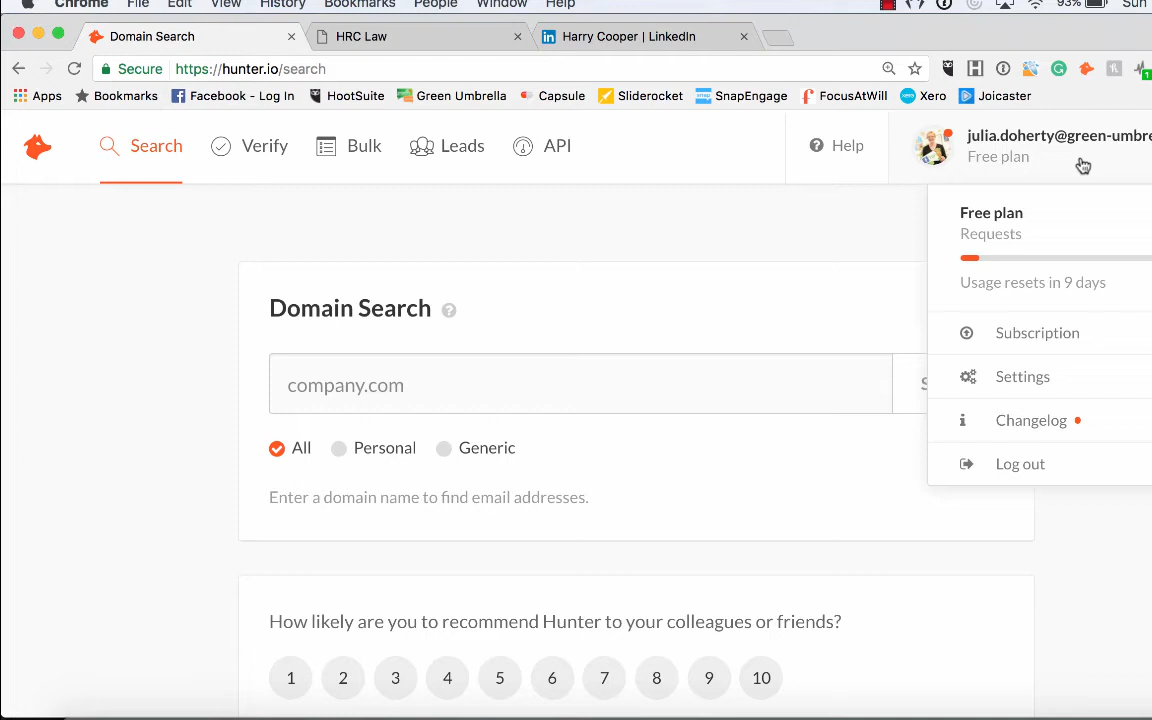 Chrome File Edit View History Bookmarks People Window Help 93% Sun
Domain Search HRC Law Harry Cooper | LinkedIn
Secure https://hunter.io/search
Apps Bookmarks Facebook - Log In HootSuite Green Umbrella Capsule Sliderocket SnapEngage FocusAtWill Xero Joicaster
Search Verify Bulk Leads API Help
julia.doherty@green-umbre
Free plan
Free plan
Requests
Usage resets in 9 days
Subscription
Settings
Changelog
Log out
Domain Search
company.com
All Personal Generic
Enter a domain name to find email addresses.
How likely are you to recommend Hunter to your colleagues or friends?
1 2 3 4 5 6 7 8 9 10